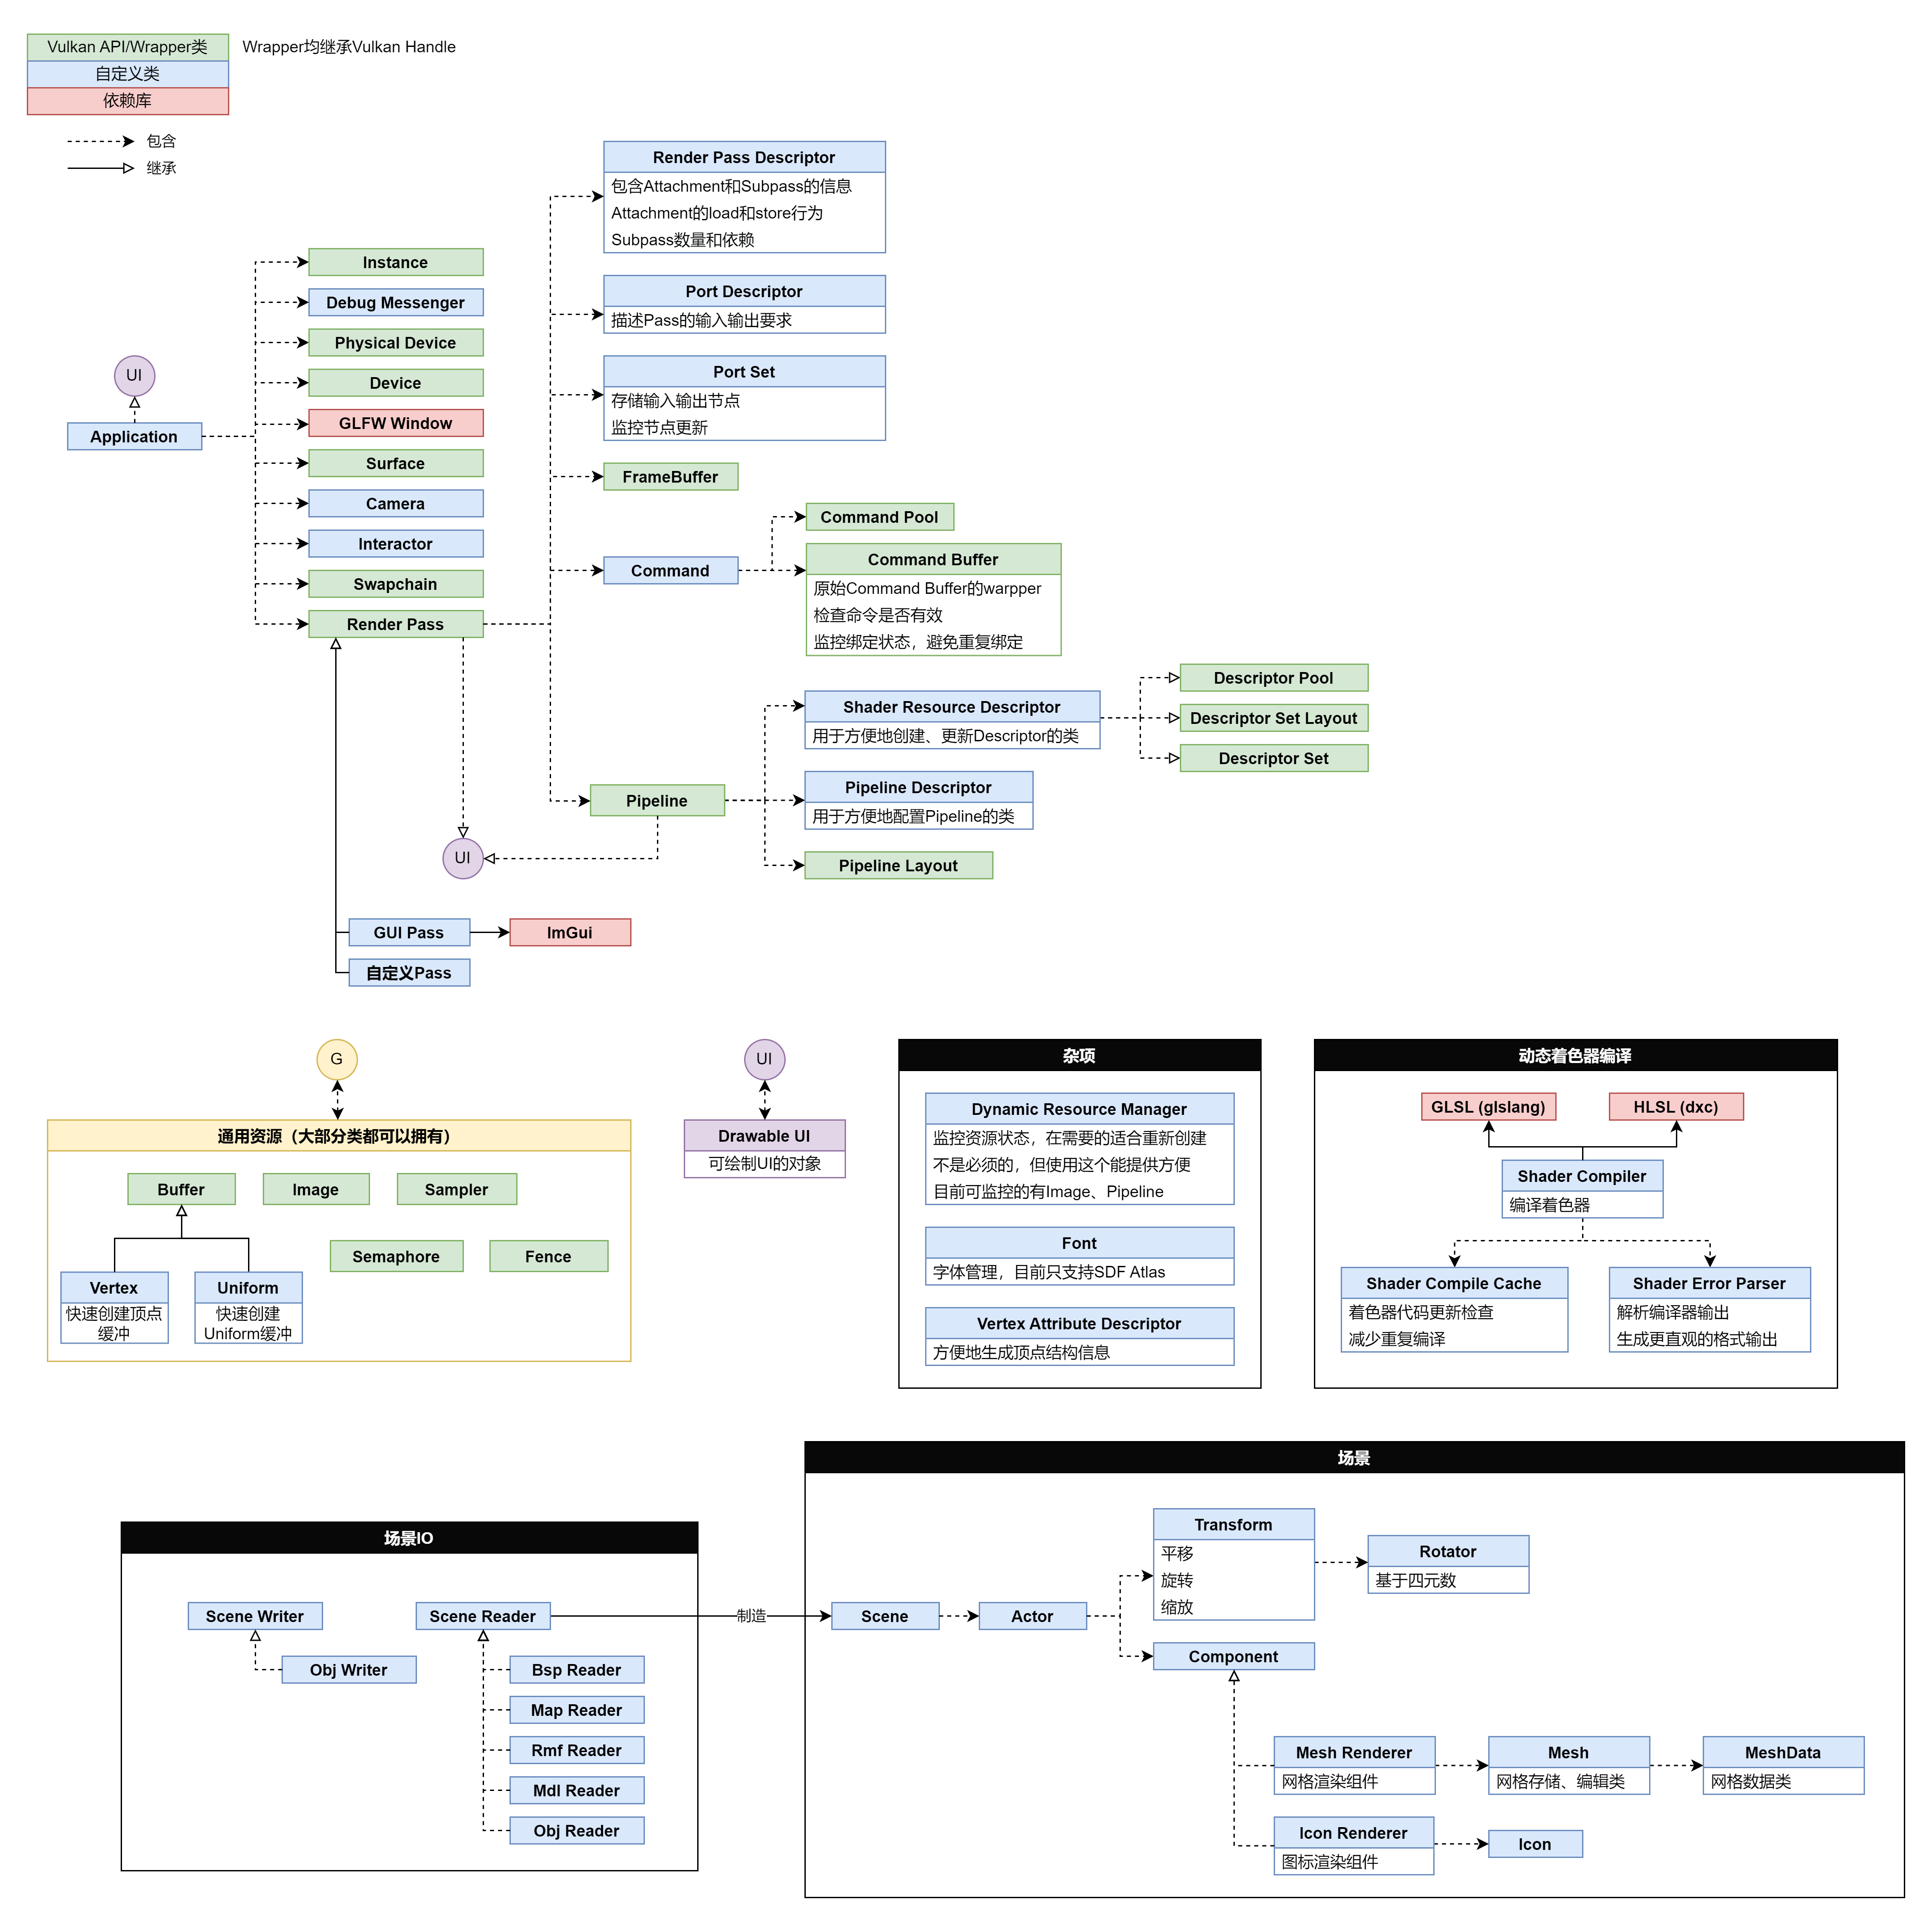 Vulkan API/Wrapper类
Wrapper均继承Vulkan Handle
自定义类
依赖库
包含
继承
Render Pass Descriptor
包含Attachment和Subpass的信息
Attachment的load和store行为
Subpass数量和依赖
Instance
Debug Messenger
Physical Device
Device
GLFW Window
Surface
Camera
Interactor
Swapchain
Render Pass
UI
Application
Port Descriptor
描述Pass的输入输出要求
Port Set
存储输入输出节点
监控节点更新
FrameBuffer
Command
Command Pool
Command Buffer
原始Command Buffer的warpper
检查命令是否有效
监控绑定状态，避免重复绑定
Shader Resource Descriptor
用于方便地创建、更新Descriptor的类
Descriptor Pool
Descriptor Set Layout
Descriptor Set
Pipeline
Pipeline Descriptor
用于方便地配置Pipeline的类
Pipeline Layout
UI
GUI Pass
ImGui
自定义Pass
G
通用资源（大部分类都可以拥有）
Buffer
Image
Sampler
Semaphore
Fence
Vertex
快速创建顶点
缓冲
Uniform
快速创建
Uniform缓冲
UI
Drawable UI
可绘制UI的对象
杂项
Dynamic Resource Manager
监控资源状态，在需要的适合重新创建
不是必须的，但使用这个能提供方便
目前可监控的有Image、Pipeline
Font
字体管理，目前只支持SDF Atlas
Vertex Attribute Descriptor
方便地生成顶点结构信息
动态着色器编译
GLSL (glslang)
HLSL (dxc)
Shader Compiler
编译着色器
Shader Compile Cache
着色器代码更新检查
减少重复编译
Shader Error Parser
解析编译器输出
生成更直观的格式输出
场景IO
Scene Writer
Obj Writer
Scene Reader
Bsp Reader
Map Reader
Rmf Reader
Mdl Reader
Obj Reader
制造
场景
Scene
Actor
Transform
平移
旋转
缩放
Rotator
基于四元数
Component
Mesh Renderer
网格渲染组件
Mesh
网格存储、编辑类
MeshData
网格数据类
Icon Renderer
图标渲染组件
Icon